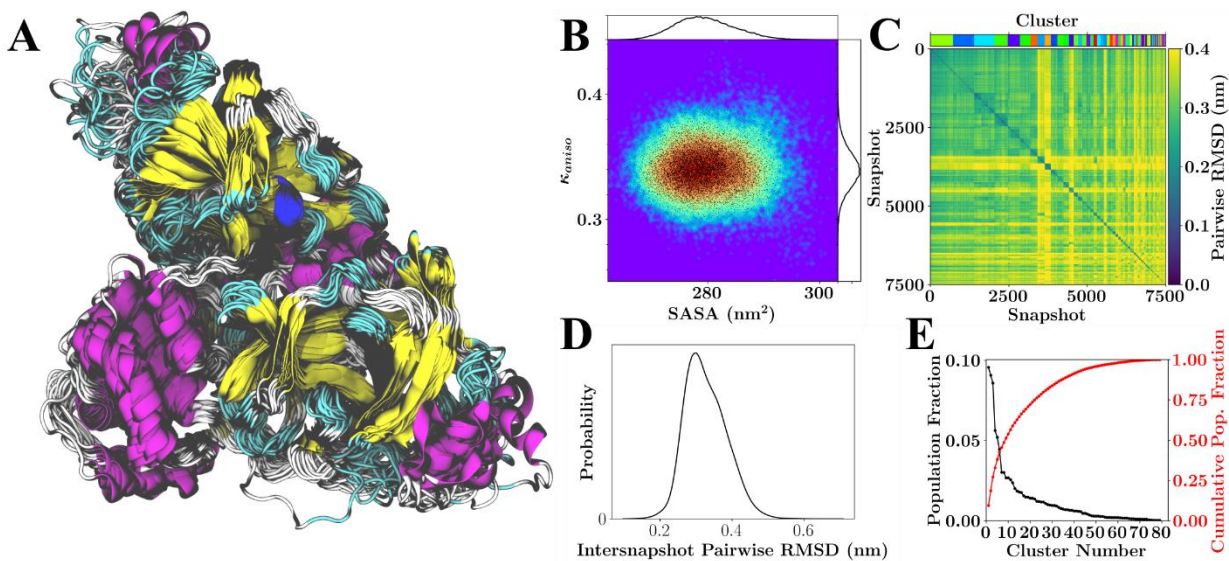 A
B
0.4
0.3
κaniso
280
300
SASA (nm²)
C
Cluster
0
2500
5000
7500
Snapshot
0
2500
5000
7500
Snapshot
0.4
0.3
0.2
0.1
0.0
Pairwise RMSD (nm)
D
Probability
0
0.2
0.4
0.6
Intersnapshot Pairwise RMSD (nm)
E
0.10
0.05
0.00
Population Fraction
1.00
0.75
0.50
0.25
0.00
Cumulative Pop. Fraction
0 10 20 30 40 50 60 70 80
Cluster Number